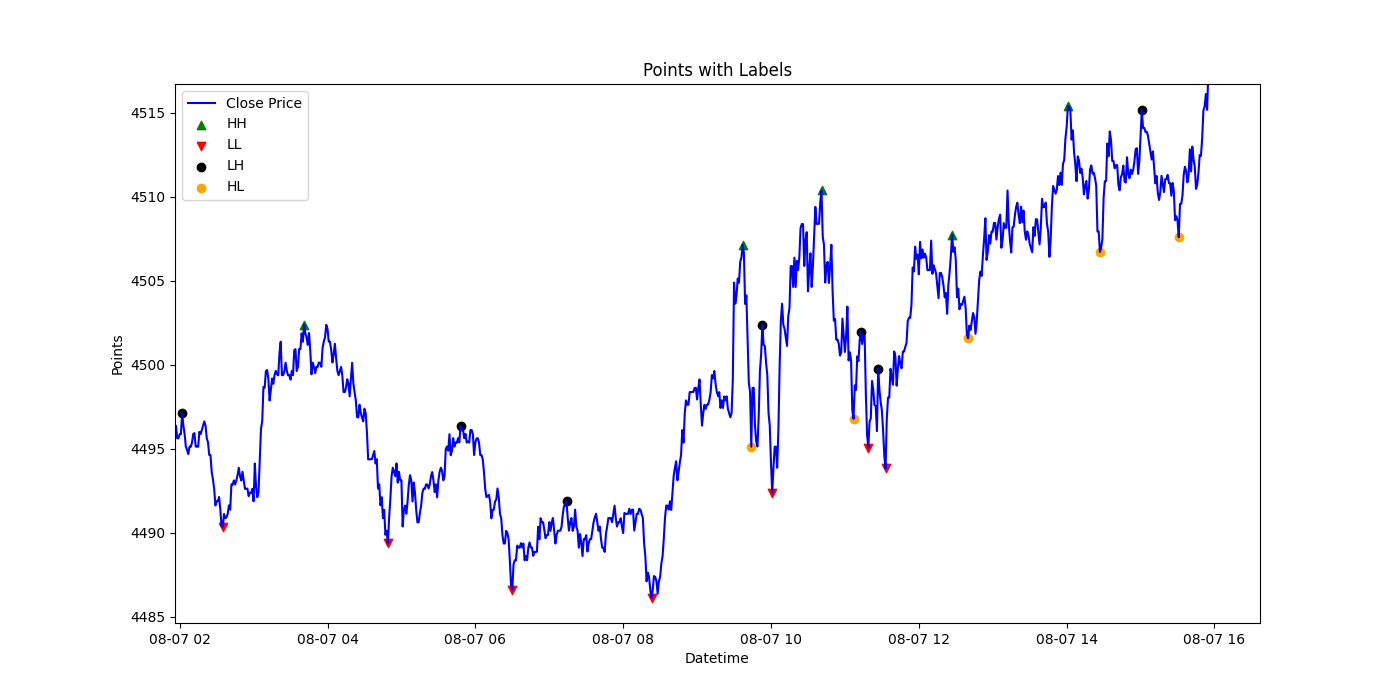 Points with Labels
Close Price
HH
LL
LH
HL
Points
4515
4510
4505
4500
4495
4490
4485
08-07 02
08-07 04
08-07 06
08-07 08
08-07 10
08-07 12
08-07 14
08-07 16
Datetime